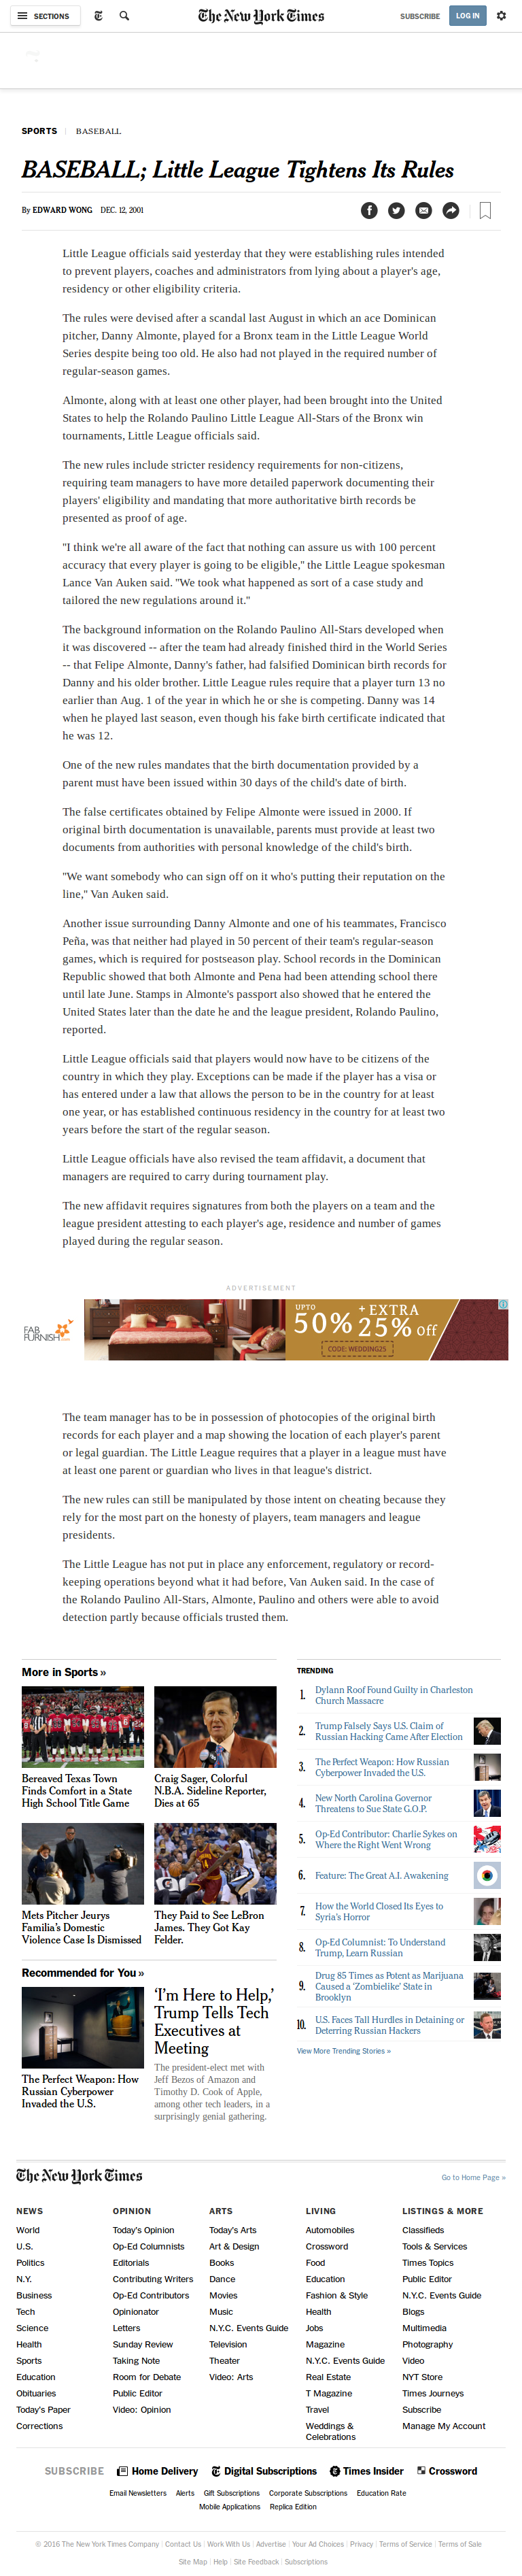 SECTIONS
The New York Times
SUBSCRIBE
LOG IN
SPORTS | BASEBALL
BASEBALL; Little League Tightens Its Rules
By EDWARD WONG DEC. 12, 2001
Little League officials said yesterday that they were establishing rules intended
to prevent players, coaches and administrators from lying about a player's age,
residency or other eligibility criteria.
The rules were devised after a scandal last August in which an ace Dominican
pitcher, Danny Almonte, played for a Bronx team in the Little League World
Series despite being too old. He also had not played in the required number of
regular-season games.
Almonte, along with at least one other player, had been brought into the United
States to help the Rolando Paulino Little League All-Stars of the Bronx win
tournaments, Little League officials said.
The new rules include stricter residency requirements for non-citizens,
requiring team managers to have more detailed paperwork documenting their
players' eligibility and mandating that more authoritative birth records be
presented as proof of age.
''I think we're all aware of the fact that nothing can assure us with 100 percent
accuracy that every player is going to be eligible,'' the Little League spokesman
Lance Van Auken said. ''We took what happened as sort of a case study and
tailored the new regulations around it.''
The background information on the Rolando Paulino All-Stars developed when
it was discovered -- after the team had already finished third in the World Series
-- that Felipe Almonte, Danny's father, had falsified Dominican birth records for
Danny and his older brother. Little League rules require that a player turn 13 no
earlier than Aug. 1 of the year in which he or she is competing. Danny was 14
when he played last season, even though his fake birth certificate indicated that
he was 12.
One of the new rules mandates that the birth documentation provided by a
parent must have been issued within 30 days of the child's date of birth.
The false certificates obtained by Felipe Almonte were issued in 2000. If
original birth documentation is unavailable, parents must provide at least two
documents from authorities with personal knowledge of the child's birth.
''We want somebody who can sign off on it who's putting their reputation on the
line,'' Van Auken said.
Another issue surrounding Danny Almonte and one of his teammates, Francisco
Peña, was that neither had played in 50 percent of their team's regular-season
games, which is required for postseason play. School records in the Dominican
Republic showed that both Almonte and Pena had been attending school there
until late June. Stamps in Almonte's passport also showed that he entered the
United States later than the date he and the league president, Rolando Paulino,
reported.
Little League officials said that players would now have to be citizens of the
country in which they play. Exceptions can be made if the player has a visa or
has entered under a law that allows the person to be in the country for at least
one year, or has established continuous residency in the country for at least two
years before the start of the regular season.
Little League officials have also revised the team affidavit, a document that
managers are required to carry during tournament play.
The new affidavit requires signatures from both the players on a team and the
league president attesting to each player's age, residence and number of games
played during the regular season.
ADVERTISEMENT
FAB
FURNISH
UPTO 50% + EXTRA 25% off
CODE: WEDDING25
The team manager has to be in possession of photocopies of the original birth
records for each player and a map showing the location of each player's parent
or legal guardian. The Little League requires that a player in a league must have
at least one parent or guardian who lives in that league's district.
The new rules can still be manipulated by those intent on cheating because they
rely for the most part on the honesty of players, team managers and league
presidents.
The Little League has not put in place any enforcement, regulatory or record-
keeping operations beyond what it had before, Van Auken said. In the case of
the Rolando Paulino All-Stars, Almonte, Paulino and others were able to avoid
detection partly because officials trusted them.
More in Sports »
Bereaved Texas Town
Finds Comfort in a State
High School Title Game
Craig Sager, Colorful
N.B.A. Sideline Reporter,
Dies at 65
Mets Pitcher Jeurys
Familia's Domestic
Violence Case Is Dismissed
They Paid to See LeBron
James. They Got Kay
Felder.
Recommended for You »
The Perfect Weapon: How
Russian Cyberpower
Invaded the U.S.
'I'm Here to Help,'
Trump Tells Tech
Executives at
Meeting
The president-elect met with
Jeff Bezos of Amazon and
Timothy D. Cook of Apple,
among other tech leaders, in a
surprisingly genial gathering.
TRENDING
1. Dylann Roof Found Guilty in Charleston
Church Massacre
2. Trump Falsely Says U.S. Claim of
Russian Hacking Came After Election
3. The Perfect Weapon: How Russian
Cyberpower Invaded the U.S.
4. New North Carolina Governor
Threatens to Sue State G.O.P.
5. Op-Ed Contributor: Charlie Sykes on
Where the Right Went Wrong
6. Feature: The Great A.I. Awakening
7. How the World Closed Its Eyes to
Syria's Horror
8. Op-Ed Columnist: To Understand
Trump, Learn Russian
9. Drug 85 Times as Potent as Marijuana
Caused a 'Zombielike' State in
Brooklyn
10. U.S. Faces Tall Hurdles in Detaining or
Deterring Russian Hackers
View More Trending Stories »
The New York Times
Go to Home Page »
NEWS
World
U.S.
Politics
N.Y.
Business
Tech
Science
Health
Sports
Education
Obituaries
Today's Paper
Corrections
OPINION
Today's Opinion
Op-Ed Columnists
Editorials
Contributing Writers
Op-Ed Contributors
Opinionator
Letters
Sunday Review
Taking Note
Room for Debate
Public Editor
Video: Opinion
ARTS
Today's Arts
Art & Design
Books
Dance
Movies
Music
N.Y.C. Events Guide
Television
Theater
Video: Arts
LIVING
Automobiles
Crossword
Food
Education
Fashion & Style
Health
Jobs
Magazine
N.Y.C. Events Guide
Real Estate
T Magazine
Travel
Weddings &
Celebrations
LISTINGS & MORE
Classifieds
Tools & Services
Times Topics
Public Editor
N.Y.C. Events Guide
Blogs
Multimedia
Photography
Video
NYT Store
Times Journeys
Subscribe
Manage My Account
SUBSCRIBE Home Delivery Digital Subscriptions Times Insider Crossword
Email Newsletters Alerts Gift Subscriptions Corporate Subscriptions Education Rate
Mobile Applications Replica Edition
© 2016 The New York Times Company | Contact Us | Work With Us | Advertise | Your Ad Choices | Privacy | Terms of Service | Terms of Sale
Site Map | Help | Site Feedback | Subscriptions